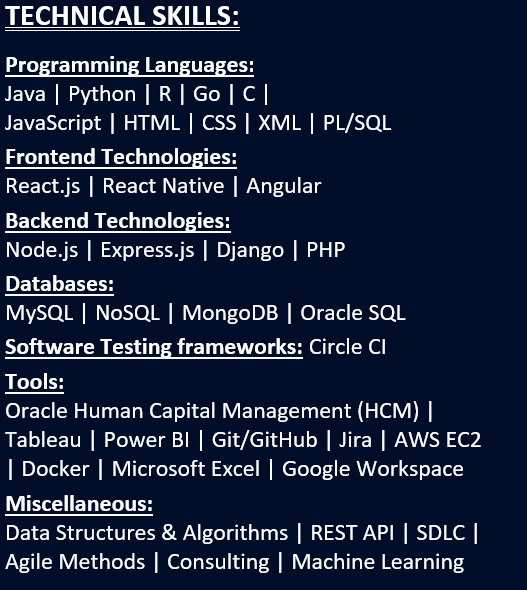 TECHNICAL SKILLS:
Programming Languages:
Java | Python | R | Go | C |
JavaScript | HTML | CSS | XML | PL/SQL
Frontend Technologies:
React.js | React Native | Angular
Backend Technologies:
Node.js | Express.js | Django | PHP
Databases:
MySQL | NoSQL | MongoDB | Oracle SQL
Software Testing frameworks: Circle CI
Tools:
Oracle Human Capital Management (HCM) |
Tableau | Power BI | Git/GitHub | Jira | AWS EC2
| Docker | Microsoft Excel | Google Workspace
Miscellaneous:
Data Structures & Algorithms | REST API | SDLC |
Agile Methods | Consulting | Machine Learning